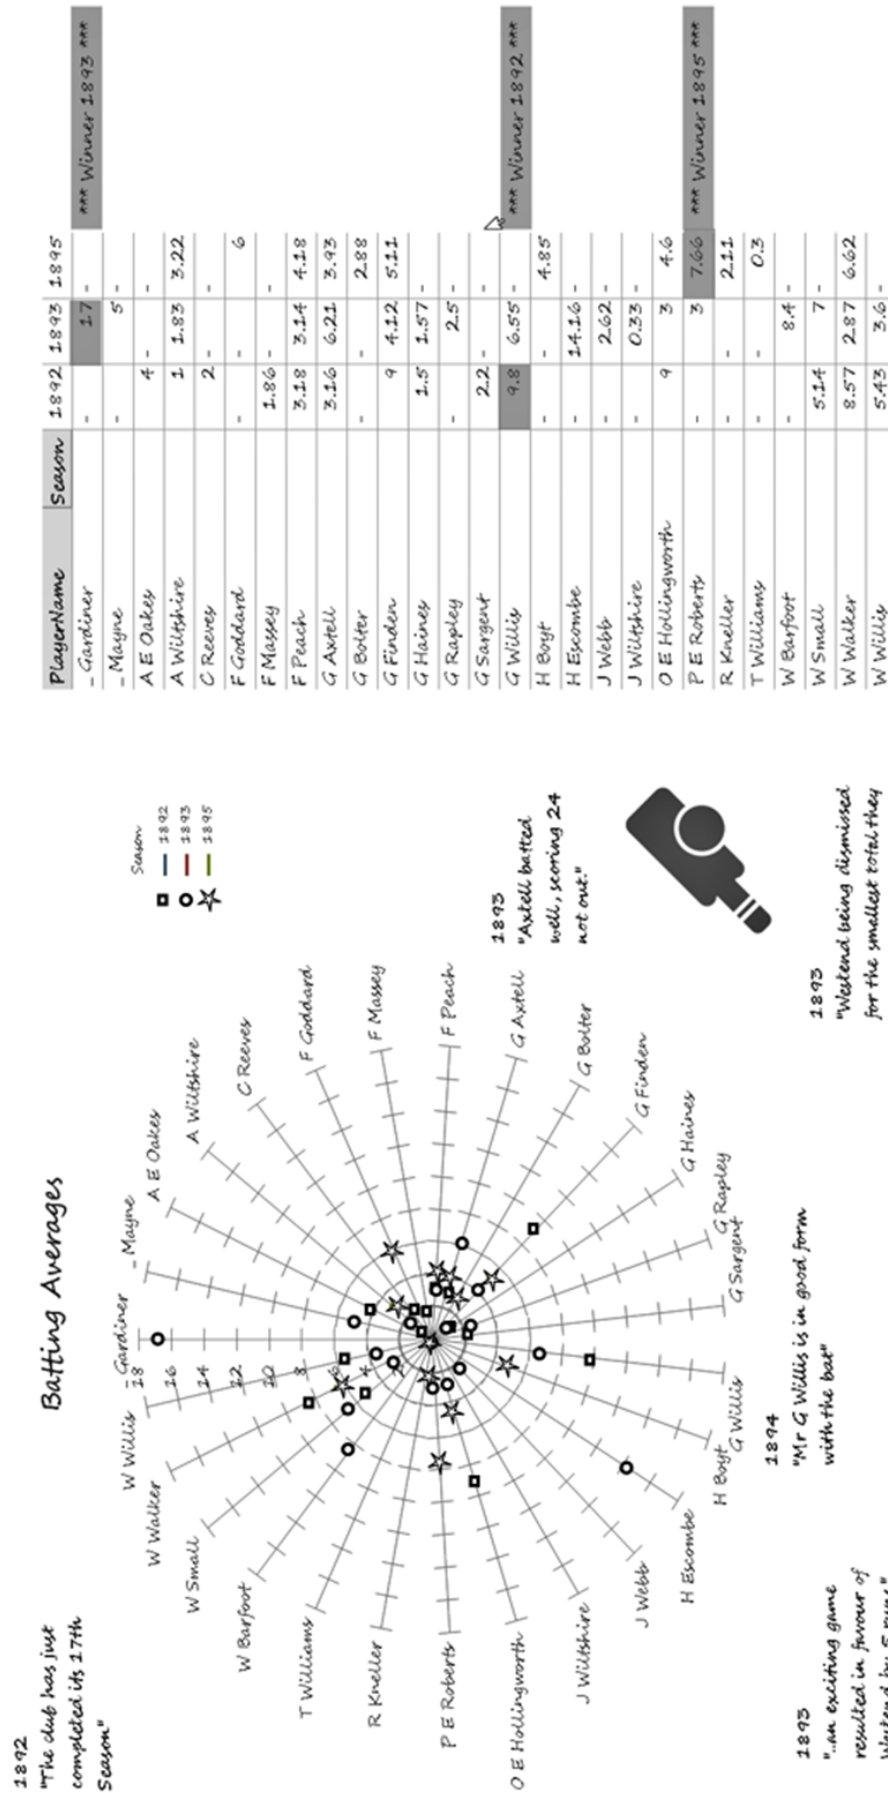 1892
"The club has just
completed its 17th
Season"
Batting Averages
_ Gardiner
_ Mayne
A E Oakes
A Wiltshire
C Reeves
F Goddard
F Massey
F Peach
G Axtell
G Bolter
G Finden
G Haines
G Rapley
G Sargent
G Willis
H Boyt
H Escombe
J Webb
J Wiltshire
O E Hollingworth
P E Roberts
R Kneller
T Williams
W Barfoot
W Small
W Walker
W Willis
18
16
14
12
10
8
6
4
Season
1892
1893
1895
1893
"Axtell batted
well, scoring 24
not out."
1893
"..an exciting game
resulted in favour of
Westend by 5 runs"
1894
"Mr G Willis is in good form
with the bat"
1893
"Westend being dismissed
for the smallest total they
PlayerName Season 1892 1893 1895
_ Gardiner - 17 - *** Winner 1893 ***
_ Mayne - 5 -
A E Oakes 4 - -
A Wiltshire 1 1.83 3.22
C Reeves 2 - -
F Goddard - - 6
F Massey 1.86 - -
F Peach 3.18 3.14 4.18
G Axtell 3.16 6.21 3.93
G Bolter - - 2.88
G Finden 9 4.12 5.11
G Haines 1.5 1.57 -
G Rapley - 2.5 -
G Sargent 2.2 - -
G Willis 9.8 6.55 - *** Winner 1892 ***
H Boyt - - 4.85
H Escombe - 14.16 -
J Webb - 2.62 -
J Wiltshire - 0.33 -
O E Hollingworth 9 3 4.6
P E Roberts - 3 7.66 *** Winner 1895 ***
R Kneller - - 2.11
T Williams - - 0.3
W Barfoot - 8.4 -
W Small 5.14 7 -
W Walker 8.57 2.87 6.62
W Willis 5.43 3.6 -